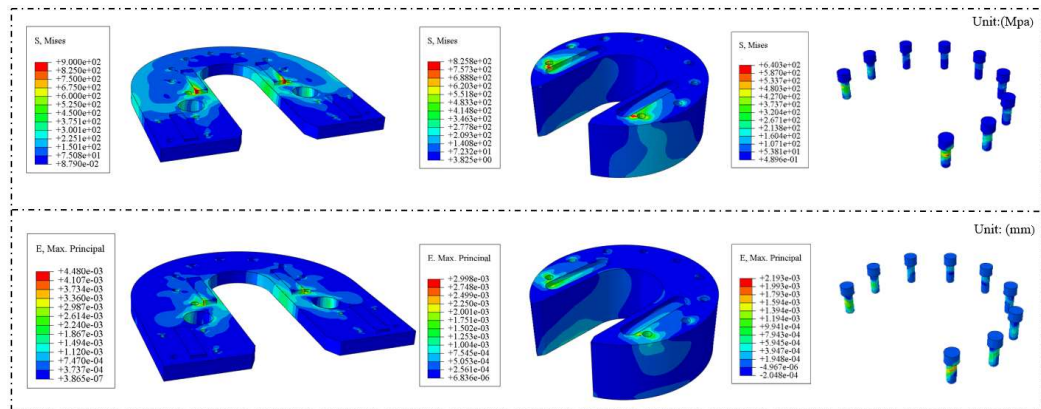 Unit:(Mpa)
S, Mises
+9.000e+02
+8.250e+02
+7.500e+02
+6.750e+02
+6.000e+02
+5.250e+02
+4.500e+02
+3.751e+02
+3.001e+02
+2.251e+02
+1.501e+02
+7.508e+01
+8.790e-02
S, Mises
+8.258e+02
+7.573e+02
+6.888e+02
+6.203e+02
+5.518e+02
+4.833e+02
+4.148e+02
+3.463e+02
+2.778e+02
+2.093e+02
+1.408e+02
+7.232e+01
+3.825e+00
S, Mises
+6.403e+02
+5.870e+02
+5.337e+02
+4.803e+02
+4.270e+02
+3.737e+02
+3.204e+02
+2.671e+02
+2.138e+02
+1.604e+02
+1.071e+02
+5.381e+01
+4.896e-01
Unit: (mm)
E, Max. Principal
+4.480e-03
+4.107e-03
+3.734e-03
+3.360e-03
+2.987e-03
+2.614e-03
+2.240e-03
+1.867e-03
+1.494e-03
+1.120e-03
+7.470e-04
+3.737e-04
+3.865e-07
E. Max. Principal
+2.998e-03
+2.748e-03
+2.499e-03
+2.250e-03
+2.001e-03
+1.751e-03
+1.502e-03
+1.253e-03
+1.004e-03
+7.545e-04
+5.053e-04
+2.561e-04
+6.836e-06
E, Max. Principal
+2.193e-03
+1.993e-03
+1.793e-03
+1.594e-03
+1.394e-03
+1.194e-03
+9.941e-04
+7.943e-04
+5.945e-04
+3.947e-04
+1.948e-04
-4.967e-06
-2.048e-04